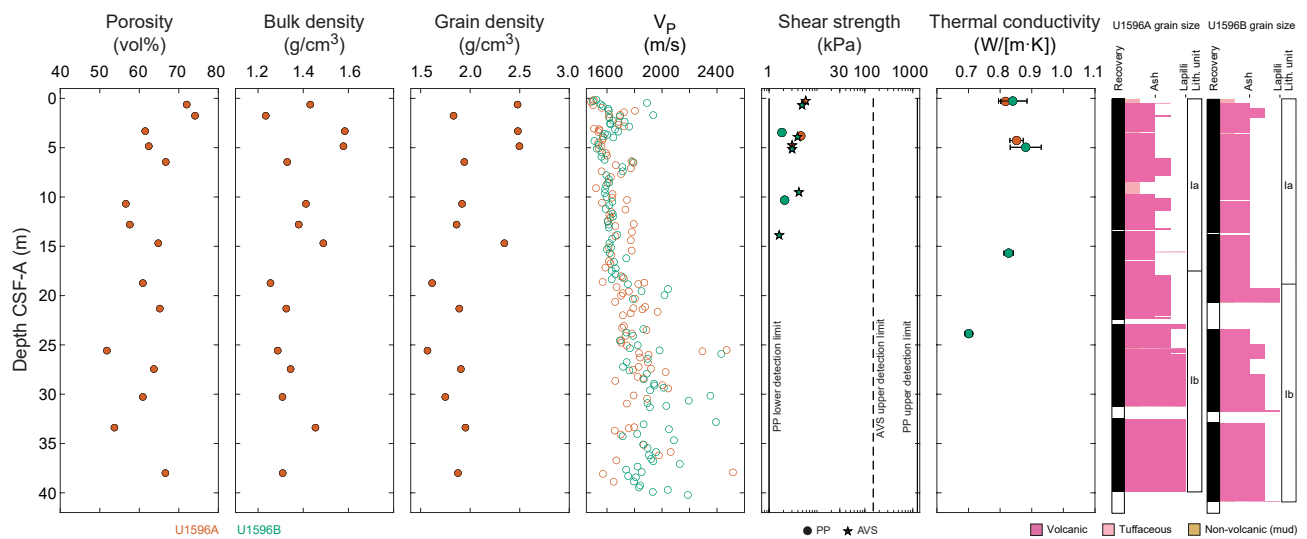 Porosity
(vol%)
Bulk density
(g/cm³)
Grain density
(g/cm³)
VP
(m/s)
Shear strength
(kPa)
Thermal conductivity
(W/[m·K])
U1596A grain size
U1596B grain size
40 50 60 70 80
1.2 1.4 1.6
1.5 2.0 2.5 3.0
1600 2000 2400
1 30 100 1000
0.7 0.8 1.0 1.1
Recovery
Ash
Lapilli
Lith. unit
Recovery
Ash
Lapilli
Lith. unit
Depth CSF-A (m)
0
5
10
15
20
25
30
35
40
PP lower detection limit
AVS upper detection limit
PP upper detection limit
Ia
Ib
Ia
Ib
U1596A
U1596B
PP
AVS
Volcanic
Tuffaceous
Non-volcanic (mud)